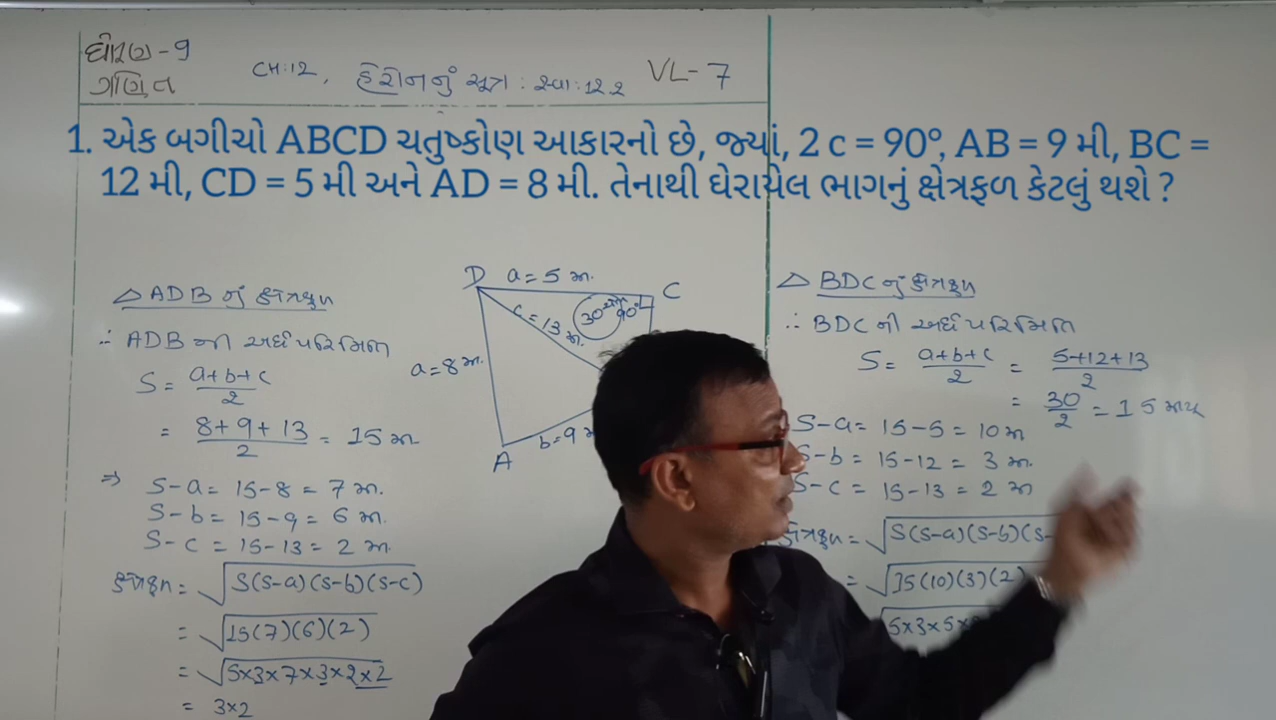 ધોરણ - 9
ગણિત
CH:12, હેરોનનું સૂત્ર : સ્વા : 12.2
VL-7
1. એક બગીચો ABCD ચતુષ્કોણ આકારનો છે, જ્યાં, 2 c = 90°, AB = 9 મી, BC =
12 મી, CD = 5 મી અને AD = 8 મી. તેનાથી ઘેરાયેલ ભાગનું ક્ષેત્રફળ કેટલું થશે ?
△ ADB નું ક્ષેત્રફળ
∴ ADB ની અર્ધપરિમિતિ
S = a+b+c / 2
= 8+9+13 / 2 = 15 મી
⇒ S-a = 15-8 = 7 મી.
S-b = 15-9 = 6 મી.
S-c = 15-13 = 2 મી.
ક્ષેત્રફળ = √S(S-a)(S-b)(S-c)
= √15(7)(6)(2)
= √5×3×7×3×2×2
= 3×2
D a=5 મી. C
c=13 મી.
30
90°
a=8 મી.
b=9
A
△ BDC નું ક્ષેત્રફળ
∴ BDC ની અર્ધપરિમિતિ
S = a+b+c / 2 = 5+12+13 / 2
= 30 / 2 = 15
S-a = 15-5 = 10 મી
S-b = 15-12 = 3 મી.
S-c = 15-13 = 2 મી
ક્ષેત્રફળ = √S(S-a)(S-b)(S-
= √15(10)(3)(2)
√5×3×5×